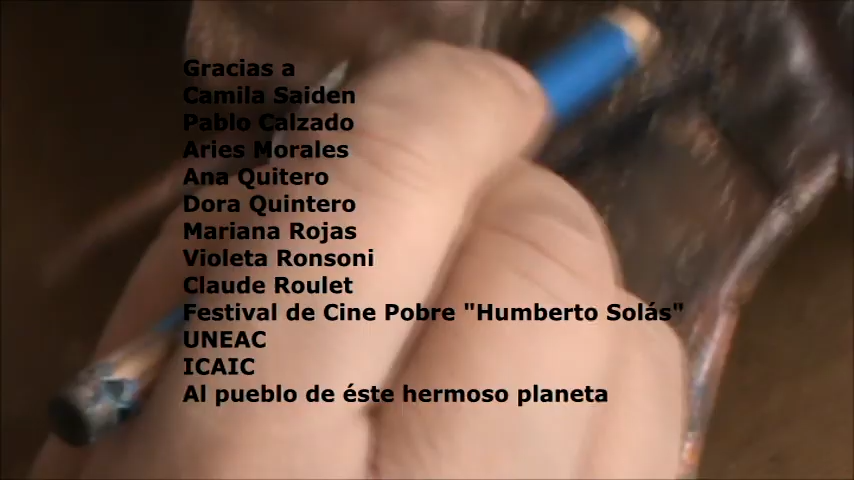 Gracias a
Camila Saiden
Pablo Calzado
Aries Morales
Ana Quitero
Dora Quintero
Mariana Rojas
Violeta Ronsoni
Claude Roulet
Festival de Cine Pobre "Humberto Solás"
UNEAC
ICAIC
Al pueblo de éste hermoso planeta